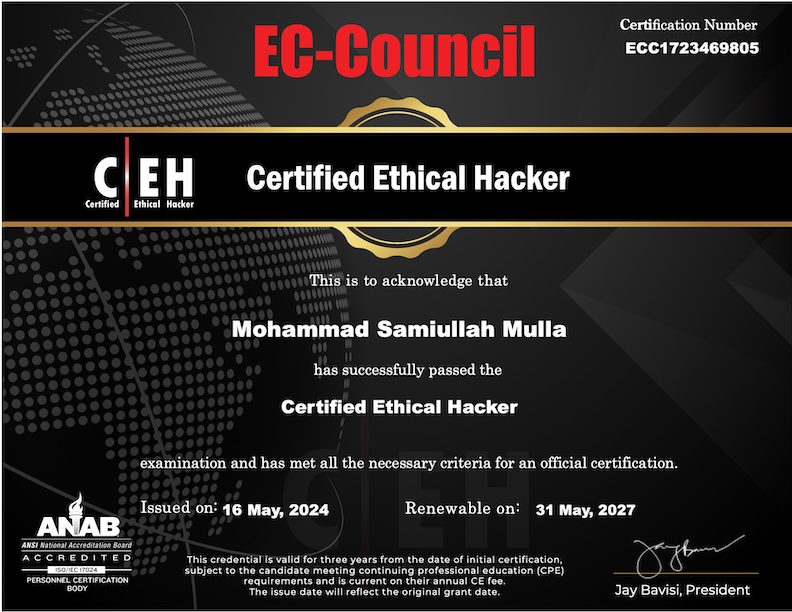 EC-Council
Certification Number
ECC1723469805
C|EH
Certified Ethical Hacker
Certified Ethical Hacker
This is to acknowledge that
Mohammad Samiullah Mulla
has successfully passed the
Certified Ethical Hacker
examination and has met all the necessary criteria for an official certification.
CEH
Issued on: 16 May, 2024
Renewable on: 31 May, 2027
ANAB
ANSI National Accreditation Board
ACCREDITED
ISO/IEC 17024
PERSONNEL CERTIFICATION
BODY
This credential is valid for three years from the date of initial certification,
subject to the candidate meeting continuing professional education (CPE)
requirements and is current on their annual CE fee.
The issue date will reflect the original grant date.
Jay Bavisi, President